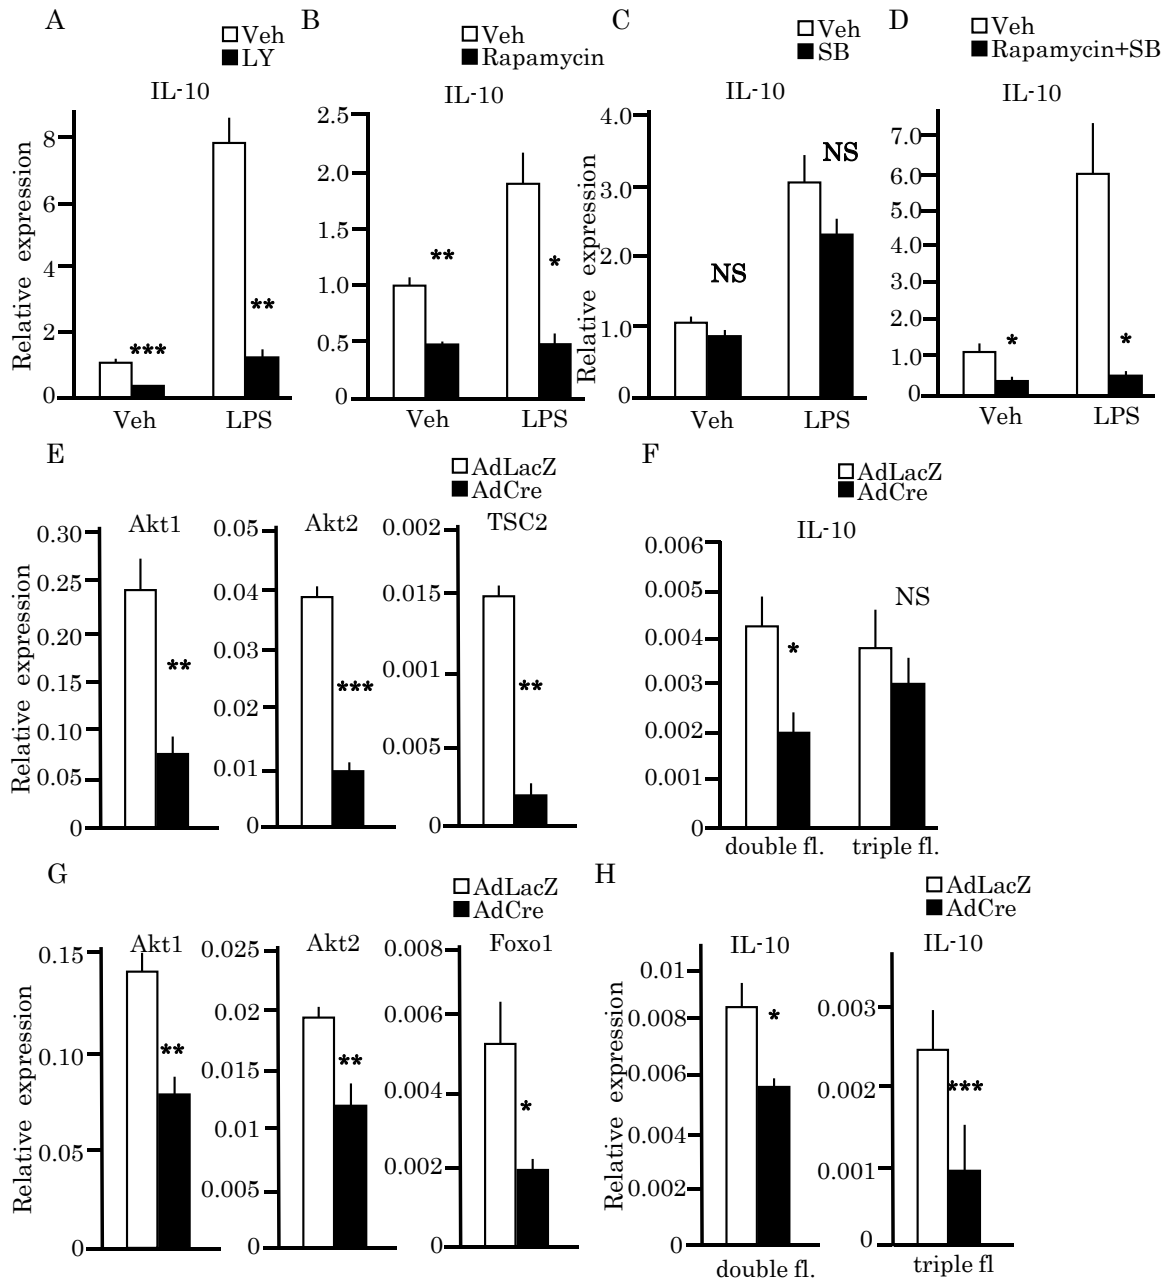 A
Veh
LY
IL-10
Relative expression
8
6
4
2
0
***
**
Veh
LPS
B
Veh
Rapamycin
IL-10
2.5
2.0
1.5
1.0
0.5
0
**
*
Veh
LPS
C
Veh
SB
IL-10
Relative expression
4.0
3.0
2.0
1.0
0
NS
NS
Veh
LPS
D
Veh
Rapamycin+SB
IL-10
7.0
6.0
5.0
4.0
3.0
2.0
1.0
0
*
*
Veh
LPS
E
AdLacZ
AdCre
Relative expression
Akt1
0.30
0.25
0.20
0.15
0.10
0.05
0
**
Akt2
0.05
0.04
0.03
0.02
0.01
0
***
TSC2
0.002
0.015
0.001
0.005
0
**
F
AdLacZ
AdCre
IL-10
0.006
0.005
0.004
0.003
0.002
0.001
0
*
NS
double fl.
triple fl.
G
AdLacZ
AdCre
Relative expression
Akt1
0.15
0.10
0.05
0
**
Akt2
0.025
0.020
0.015
0.010
0.005
0
**
Foxo1
0.008
0.006
0.004
0.002
0
*
H
AdLacZ
AdCre
Relative expression
IL-10
0.01
0.008
0.006
0.004
0.002
0
*
double fl.
IL-10
0.003
0.002
0.001
0
***
triple fl